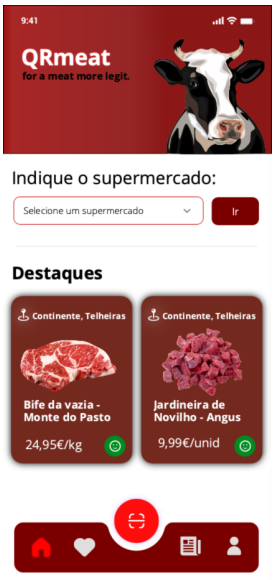 9:41
QRmeat
for a meat more legit.
Indique o supermercado:
Selecione um supermercado
Ir
Destaques
Continente, Telheiras
Bife da vazia -
Monte do Pasto
24,95€/kg
Continente, Telheiras
Jardineira de
Novilho - Angus
9,99€/unid